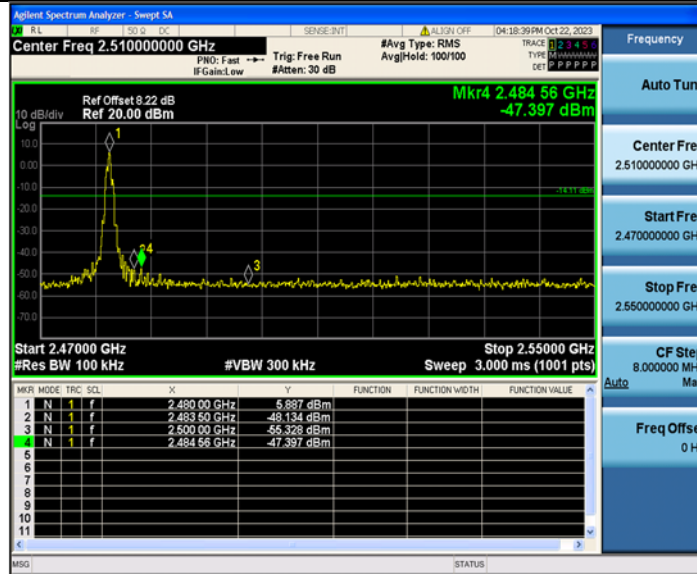 Agilent Spectrum Analyzer - Swept SA
RL RF 50 Ω DC SENSE:INT ALIGN OFF 04:18:39 PM Oct 22, 2023
Center Freq 2.510000000 GHz
#Avg Type: RMS
TRACE 1 2 3 4 5 6
PNO: Fast Trig: Free Run Avg|Hold: 100/100
TYPE M
IFGain:Low #Atten: 30 dB
DET P P P P P P
Ref Offset 8.22 dB
Mkr4 2.484 56 GHz
10 dB/div Ref 20.00 dBm
-47.397 dBm
Log
1
10.0
0.00
-10.0
-14.11 dBm
-20.0
-30.0
-40.0
24
3
-50.0
-60.0
-70.0
Start 2.47000 GHz Stop 2.55000 GHz
#Res BW 100 kHz #VBW 300 kHz Sweep 3.000 ms (1001 pts)
MKR MODE TRC SCL X Y FUNCTION FUNCTION WIDTH FUNCTION VALUE
1 N 1 f 2.480 00 GHz 5.887 dBm
2 N 1 f 2.483 50 GHz -48.134 dBm
3 N 1 f 2.500 00 GHz -55.328 dBm
4 N 1 f 2.484 56 GHz -47.397 dBm
5
6
7
8
9
10
11
MSG STATUS
Frequency
Auto Tun
Center Fre
2.510000000 GH
Start Fre
2.470000000 GH
Stop Fre
2.550000000 GH
CF Ste
8.000000 MH
Auto Ma
Freq Offse
0 H